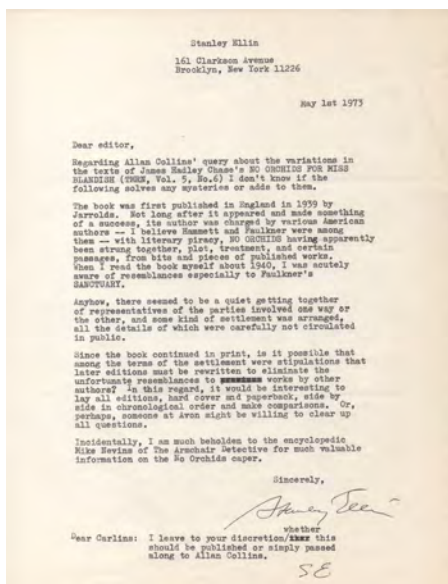 Stanley Ellin
161 Clarkson Avenue
Brooklyn, New York 11226
May 1st 1973
Dear editor,
Regarding Allan Collins' query about the variations in
the texts of James Hadley Chase's NO ORCHIDS FOR MISS
BLANDISH (TMRN, Vol. 5, No.6) I don't know if the
following solves any mysteries or adds to them.
The book was first published in England in 1939 by
Jarrolds. Not long after it appeared and made something
of a success, its author was charged by various American
authors -- I believe Hammett and Faulkner were among
them -- with literary piracy, NO ORCHIDS having apparently
been strung together, plot, treatment, and certain
passages, from bits and pieces of published works.
When I read the book myself about 1940, I was acutely
aware of resemblances especially to Faulkner's
SANCTUARY.
Anyhow, there seemed to be a quiet getting together
of representatives of the parties involved one way or
the other, and some kind of settlement was arranged,
all the details of which were carefully not circulated
in public.
Since the book continued in print, is it possible that
among the terms of the settlement were stipulations that
later editions must be rewritten to eliminate the
unfortunate resemblances to works by other
authors? In this regard, it would be interesting to
lay all editions, hard cover and paperback, side by
side in chronological order and make comparisons. Or,
perhaps, someone at Avon might be willing to clear up
all questions.
Incidentally, I am much beholden to the encyclopedic
Mike Nevins of The Armchair Detective for much valuable
information on the No Orchids caper.
Sincerely,
Stanley Ellin
whether
Dear Carlins: I leave to your discretion/ this
should be published or simply passed
along to Allan Collins.
SE